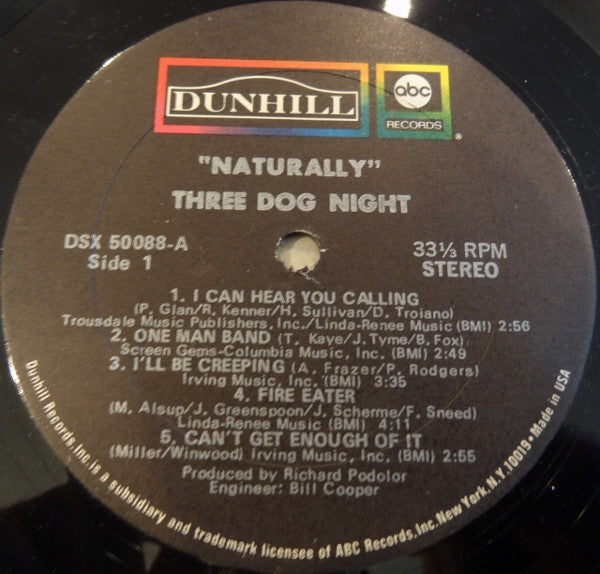 DUNHILL
abc
RECORDS
®
"NATURALLY"
THREE DOG NIGHT
DSX 50088-A
Side 1
33⅓ RPM
STEREO
1. I CAN HEAR YOU CALLING
(P. Glan/R. Kenner/H. Sullivan/D. Troiano)
Trousdale Music Publishers, Inc./Linda-Renee Music (BMI) 2:56
2. ONE MAN BAND (T. Kaye/J. Tyme/B. Fox)
Screen Gems-Columbia Music, Inc. (BMI) 2:49
3. I'LL BE CREEPING (A. Frazer/P. Rodgers)
Irving Music, Inc. (BMI) 3:35
4. FIRE EATER
(M. Alsup/J. Greenspoon/J. Scherme/F. Sneed)
Linda-Renee Music (BMI) 4:11
5. CAN'T GET ENOUGH OF IT
(Miller/Winwood) Irving Music, Inc. (BMI) 2:55
Produced by Richard Podolor
Engineer: Bill Cooper
Dunhill Records, Inc. is a subsidiary and trademark licensee of ABC Records, Inc. New York, N.Y. 10019 • Made in USA